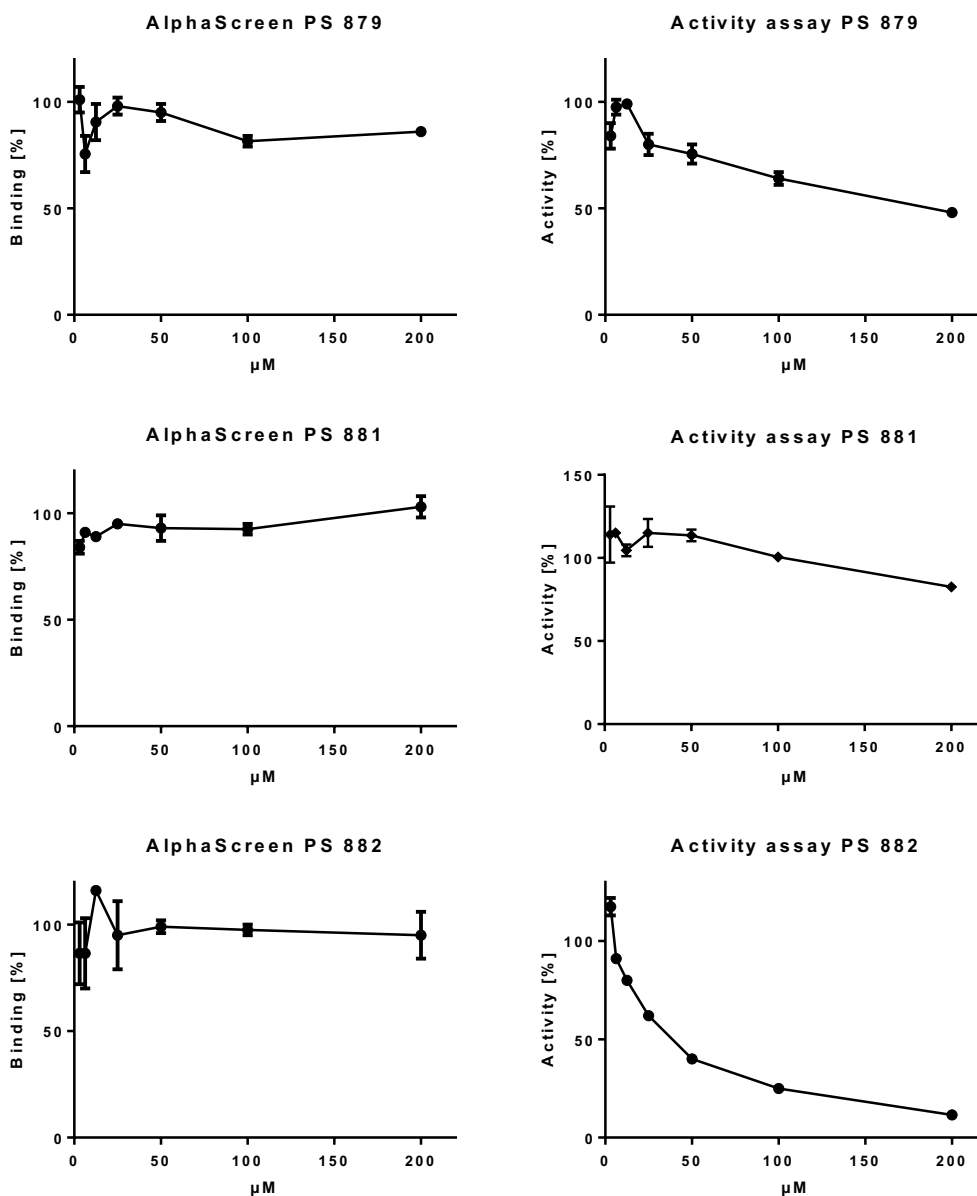 AlphaScreen PS 879
Binding [%]
100
50
0
0 50 100 150 200
µM
Activity assay PS 879
Activity [%]
100
50
0
0 50 100 150 200
µM
AlphaScreen PS 881
Binding [%]
100
50
0
0 50 100 150 200
µM
Activity assay PS 881
Activity [%]
150
100
50
0
0 50 100 150 200
µM
AlphaScreen PS 882
Binding [%]
100
50
0
0 50 100 150 200
µM
Activity assay PS 882
Activity [%]
100
50
0
0 50 100 150 200
µM